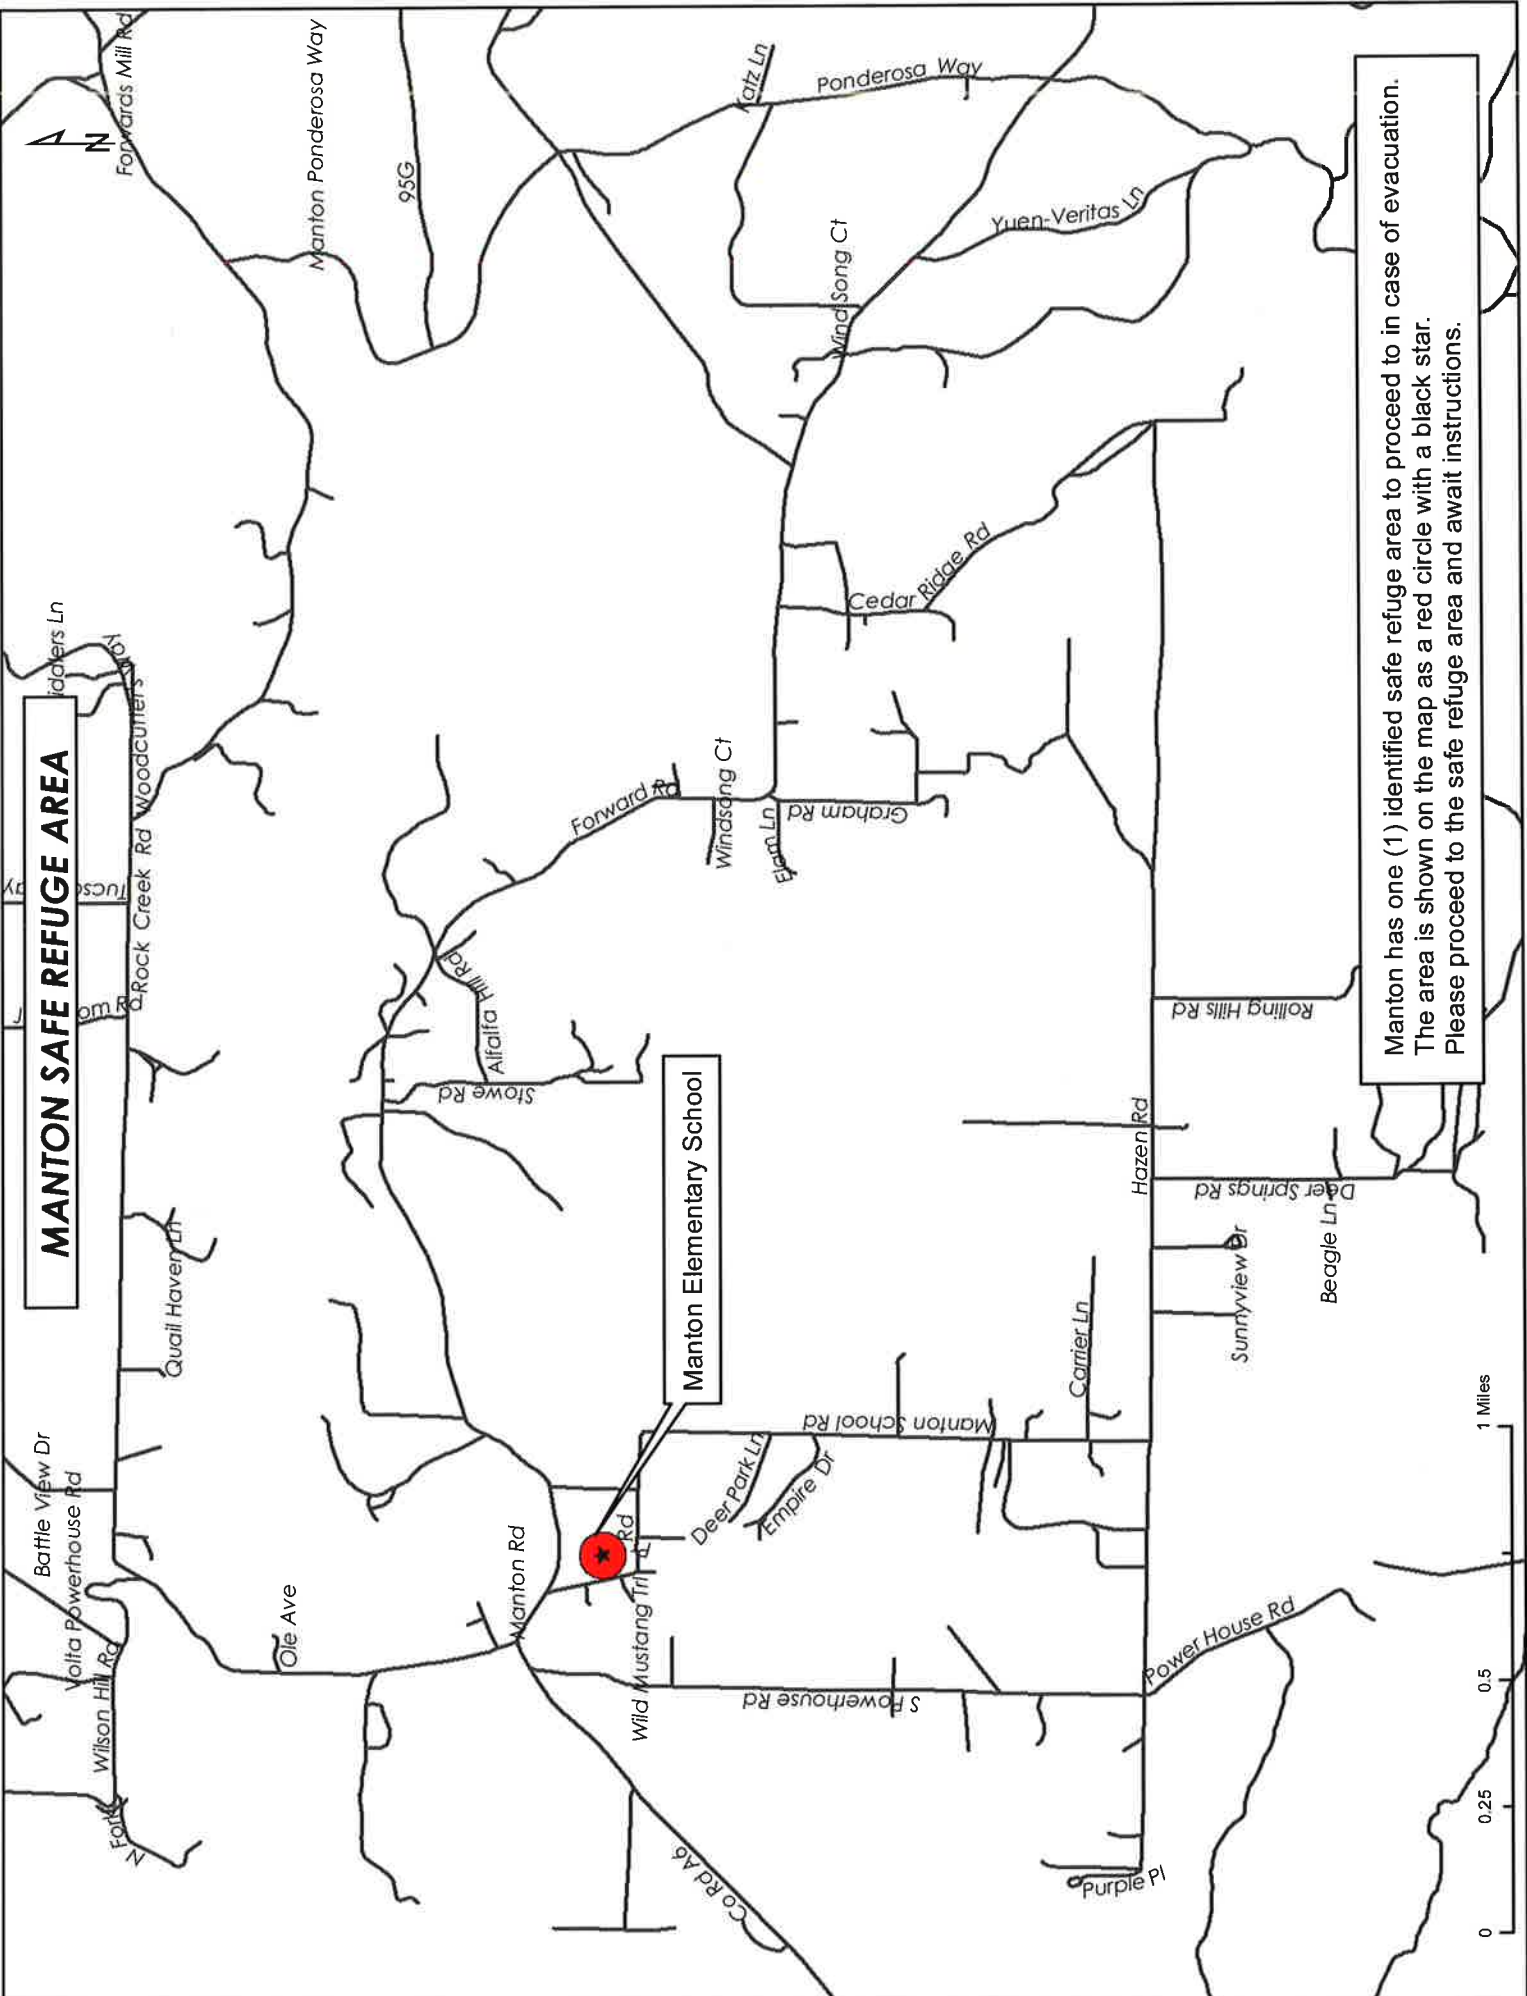 MANTON SAFE REFUGE AREA
Battle View Dr
Volta Powerhouse Rd
Wilson Hill Rd
N Fork
Quail Haven Ln
Rock Creek Rd
Woodcutters Way
Forwards Mill Rd
N
Manton Ponderosa Way
95G
Ole Ave
Manton Rd
Stowe Rd
Alfalfa Hill Rd
Forward Rd
Windsong Ct
Elam Ln
Graham Rd
Katz Ln
Ponderosa Way
Wind Song Ct
Yuen-Veritas Ln
Cedar Ridge Rd
Manton Elementary School
Rd
Wild Mustang Trl
Deer Park Ln
Empire Dr
Manton School Rd
S Powerhouse Rd
Co Rd A6
Carrier Ln
Hazen Rd
Purple Pl
Power House Rd
Sunnyview Dr
Deer Springs Rd
Beagle Ln
Rolling Hills Rd
0 0.25 0.5 1 Miles
Manton has one (1) identified safe refuge area to proceed to in case of evacuation.
The area is shown on the map as a red circle with a black star.
Please proceed to the safe refuge area and await instructions.